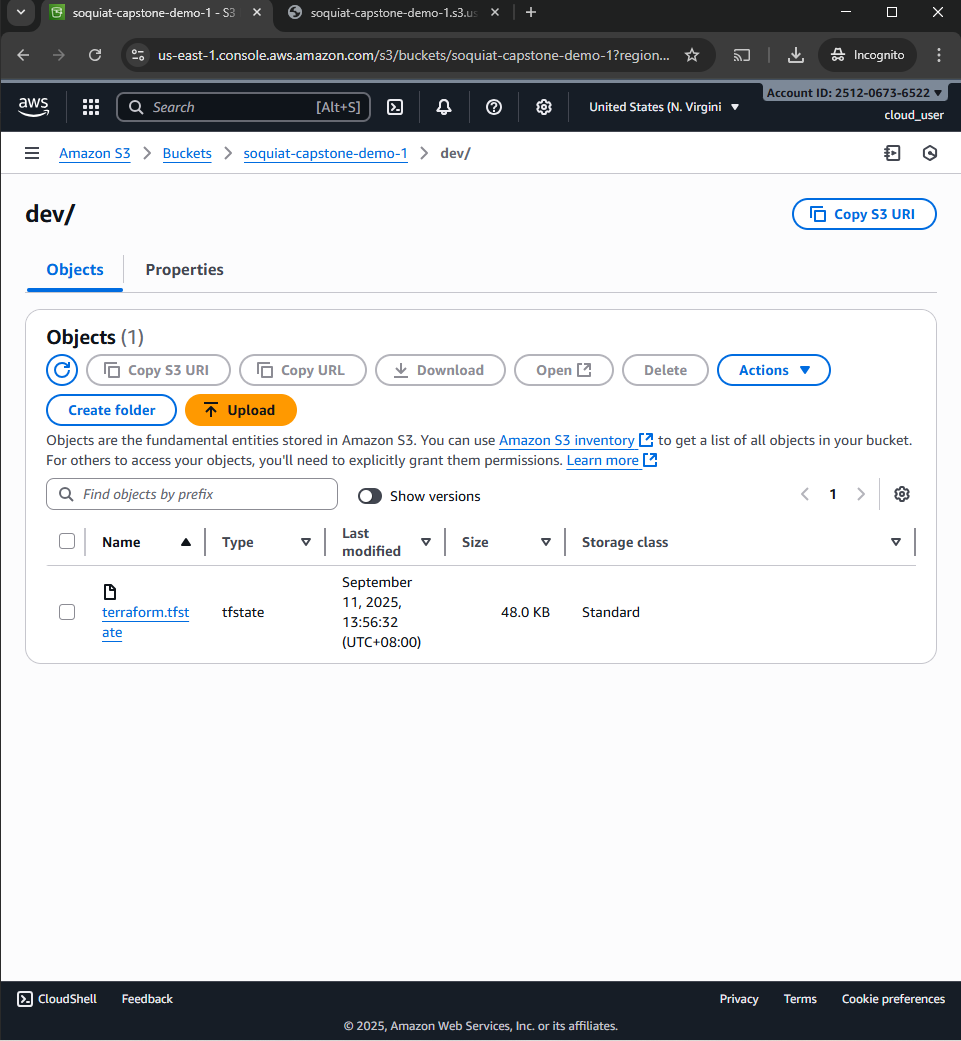 soquiat-capstone-demo-1 - S3
soquiat-capstone-demo-1.s3.us
us-east-1.console.aws.amazon.com/s3/buckets/soquiat-capstone-demo-1?region...
Incognito
aws
Search
[Alt+S]
United States (N. Virgini
Account ID: 2512-0673-6522
cloud_user
Amazon S3
Buckets
soquiat-capstone-demo-1
dev/
dev/
Copy S3 URI
Objects
Properties
Objects (1)
Copy S3 URI
Copy URL
Download
Open
Delete
Actions
Create folder
Upload
Objects are the fundamental entities stored in Amazon S3. You can use Amazon S3 inventory to get a list of all objects in your bucket.
For others to access your objects, you'll need to explicitly grant them permissions. Learn more
Find objects by prefix
Show versions
1
Name
Type
Last
modified
Size
Storage class
terraform.tfst
ate
tfstate
September
11, 2025,
13:56:32
(UTC+08:00)
48.0 KB
Standard
CloudShell
Feedback
Privacy
Terms
Cookie preferences
© 2025, Amazon Web Services, Inc. or its affiliates.